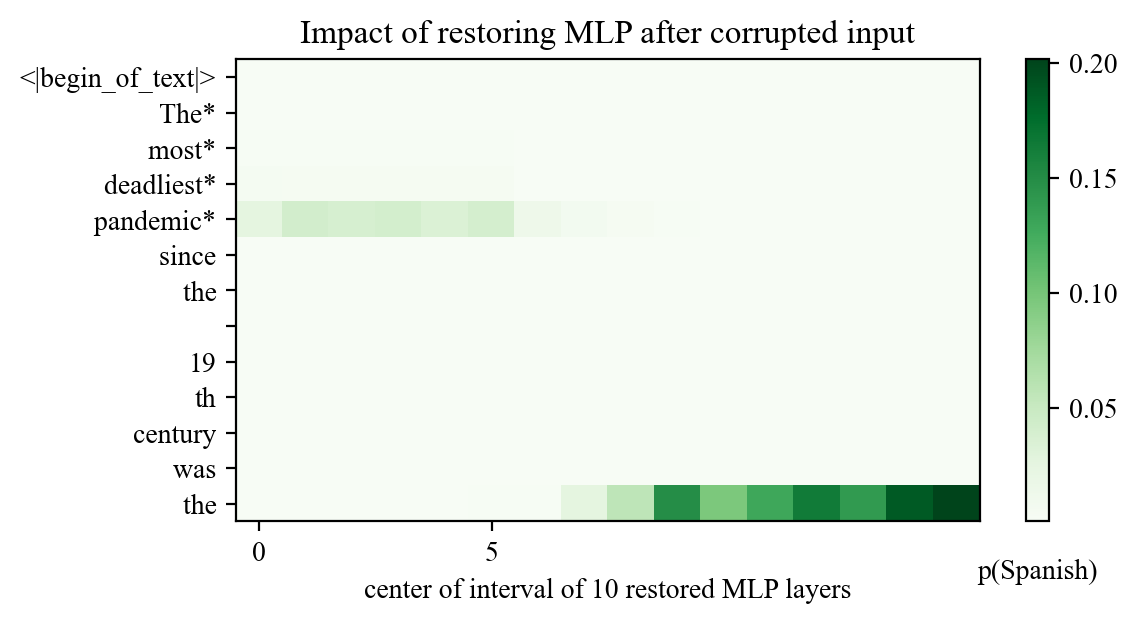 Impact of restoring MLP after corrupted input
<|begin_of_text|>
The*
most*
deadliest*
pandemic*
since
the
19
th
century
was
the
0
5
center of interval of 10 restored MLP layers
0.20
0.15
0.10
0.05
p(Spanish)